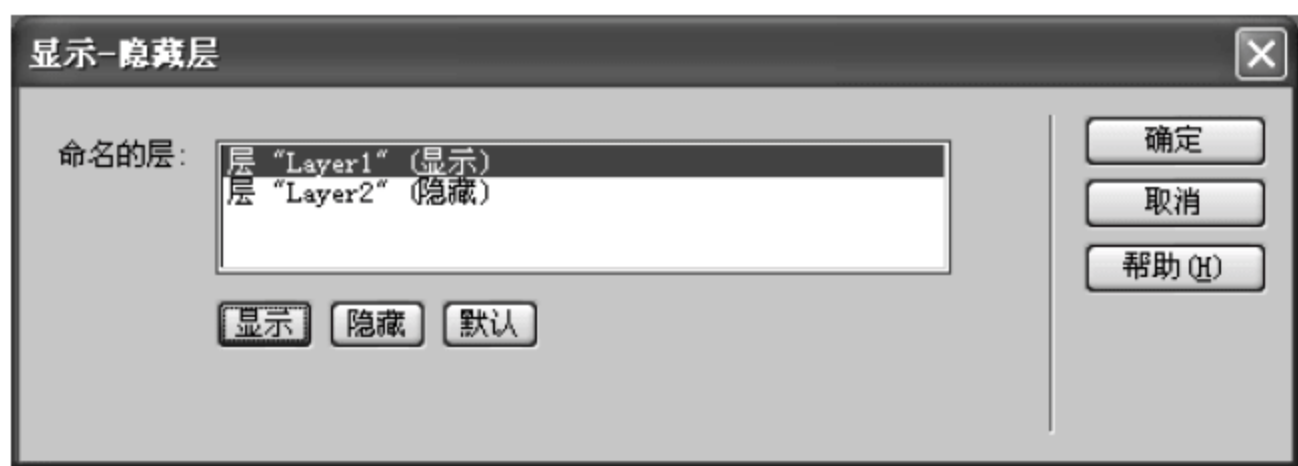 显示-隐藏层
命名的层:
层 "Layer1" (显示)
层 "Layer2" (隐藏)
显示 隐藏 默认
确定
取消
帮助(H)